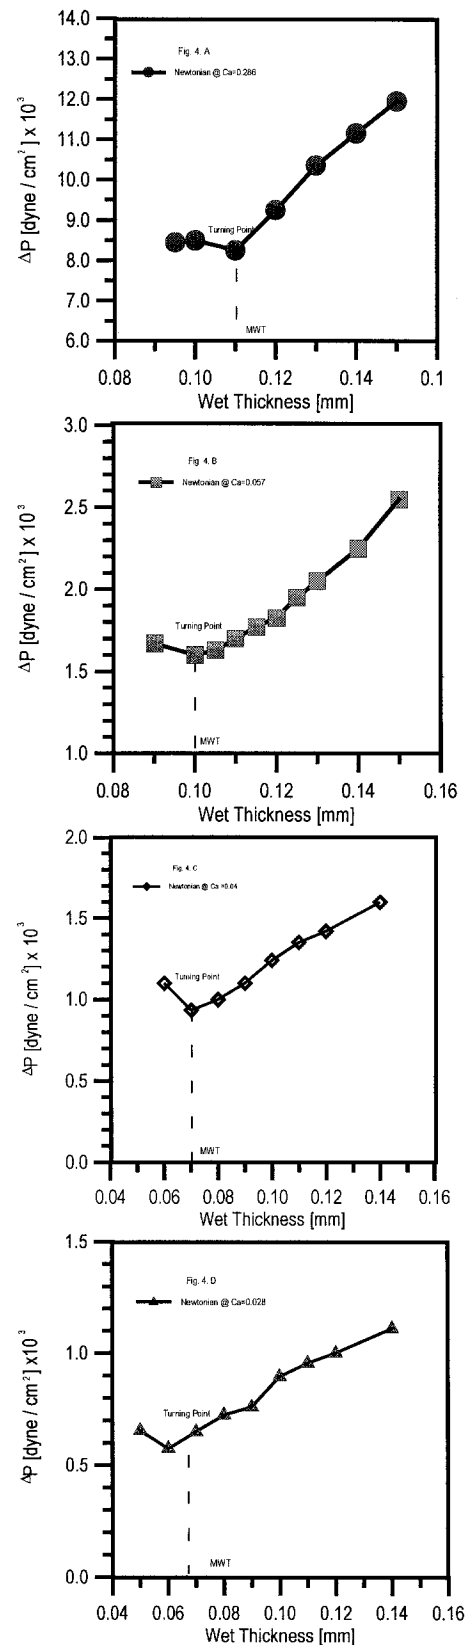 14.0
Fig. 4. A
Newtonian @ Ca=0.286
12.0
11.0
10.0
9.0
Turning Point
8.0
7.0
MWT
6.0
0.08 0.10 0.12 0.14 0.1
Wet Thickness [mm]
ΔP [dyne / cm²] x 10³
3.0
Fig. 4. B
Newtonian @ Ca=0.057
2.5
2.0
Turning Point
1.5
MWT
1.0
0.08 0.10 0.12 0.14 0.16
Wet Thickness [mm]
ΔP [dyne / cm²] x 10³
2.0
Fig. 4. C
Newtonian @ Ca =0.04
1.5
Turning Point
1.0
0.5
MWT
0.0
0.04 0.06 0.08 0.10 0.12 0.14 0.16
Wet Thickness [mm]
ΔP [dyne / cm²] x 10³
1.5
Fig. 4. D
Newtonian @ Ca=0.028
1.0
Turning Point
0.5
MWT
0.0
0.04 0.06 0.08 0.10 0.12 0.14 0.16
Wet Thickness [mm]
ΔP [dyne / cm²] x10³